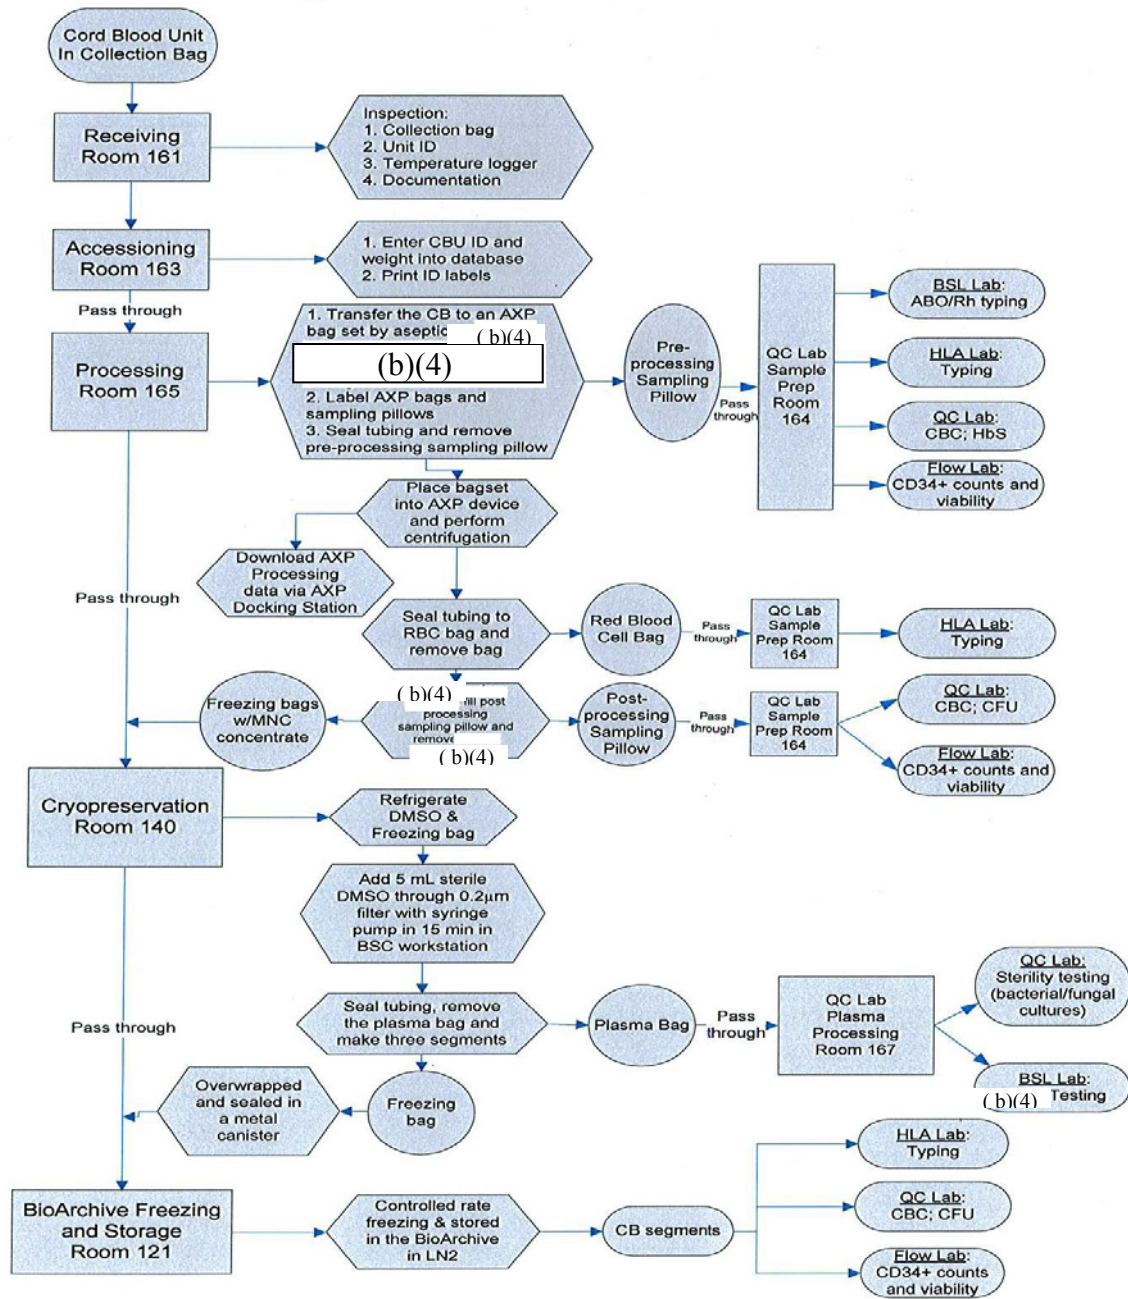 Cord Blood Unit
In Collection Bag
Receiving
Room 161
Inspection:
1. Collection bag
2. Unit ID
3. Temperature logger
4. Documentation
Accessioning
Room 163
1. Enter CBU ID and
weight into database
2. Print ID labels
Pass through
Processing
Room 165
1. Transfer the CB to an AXP
bag set by aseptic
( b)(4)
(b)(4)
2. Label AXP bags and
sampling pillows
3. Seal tubing and remove
pre-processing sampling pillow
Pre-
processing
Sampling
Pillow
Pass
through
QC Lab
Sample
Prep
Room
164
BSL Lab:
ABO/Rh typing
HLA Lab:
Typing
QC Lab:
CBC; HbS
Flow Lab:
CD34+ counts and
viability
Place bagset
into AXP device
and perform
centrifugation
Download AXP
Processing
data via AXP
Docking Station
Pass through
Seal tubing to
RBC bag and
remove bag
Red Blood
Cell Bag
Pass
through
QC Lab
Sample
Prep Room
164
HLA Lab:
Typing
( b)(4)
post
processing
sampling pillow and
remove
( b)(4)
Freezing bags
w/MNC
concentrate
Post-
processing
Sampling
Pillow
Pass
through
QC Lab
Sample
Prep Room
164
QC Lab:
CBC; CFU
Flow Lab:
CD34+ counts and
viability
Cryopreservation
Room 140
Refrigerate
DMSO &
Freezing bag
Add 5 mL sterile
DMSO through 0.2μm
filter with syringe
pump in 15 min in
BSC workstation
Seal tubing, remove
the plasma bag and
make three segments
Plasma Bag
Pass
through
QC Lab
Plasma
Processing
Room 167
QC Lab:
Sterility testing
(bacterial/fungal
cultures)
BSL Lab:
( b)(4) Testing
Pass through
Freezing
bag
Overwrapped
and sealed in
a metal
canister
BioArchive Freezing
and Storage
Room 121
Controlled rate
freezing & stored
in the BioArchive
in LN2
CB segments
HLA Lab:
Typing
QC Lab:
CBC; CFU
Flow Lab:
CD34+ counts
and viability